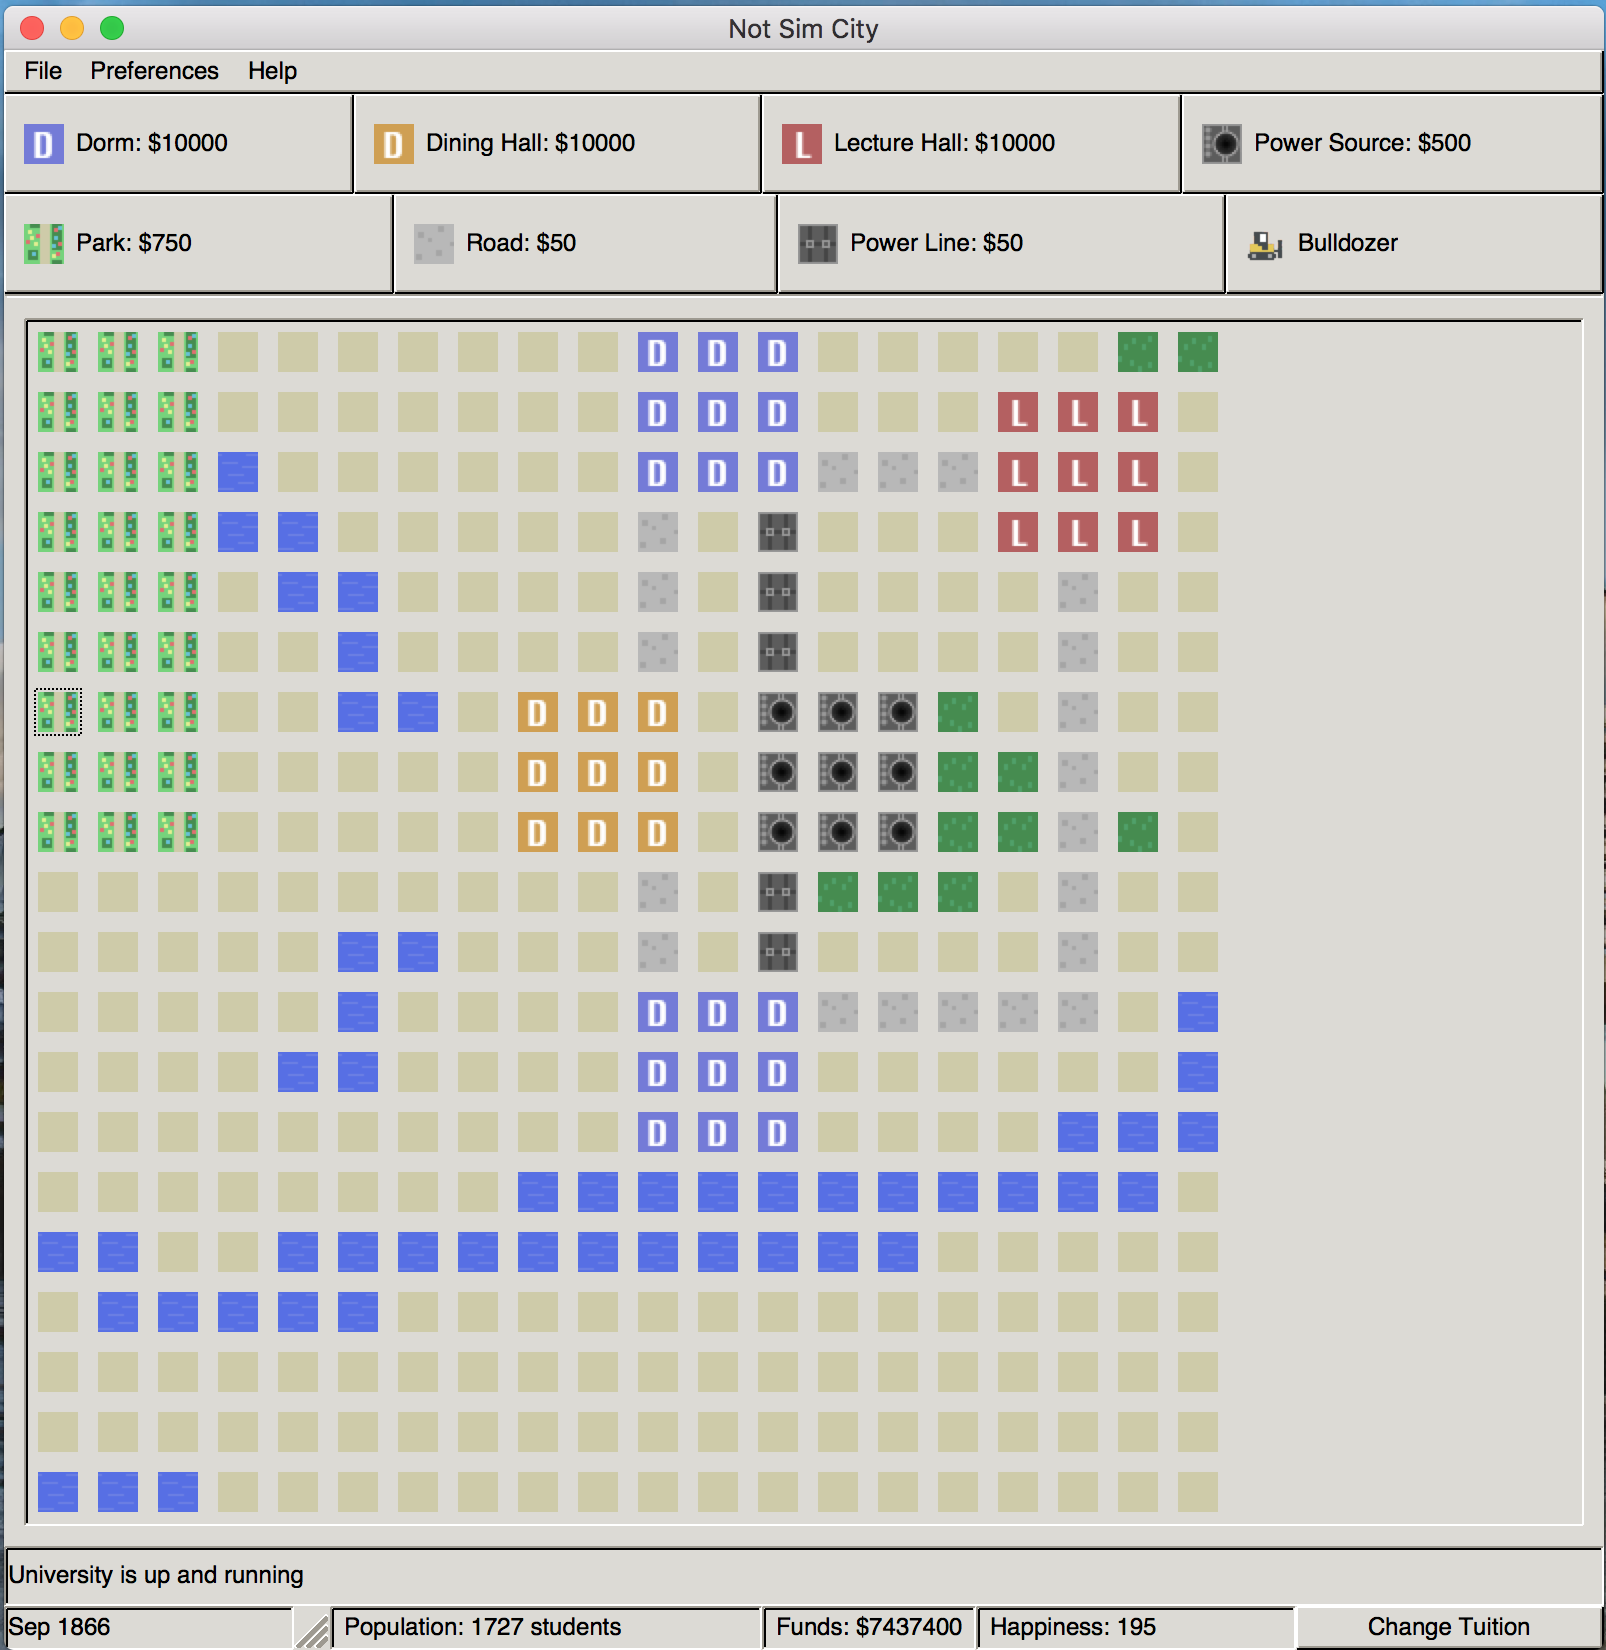 Not Sim City
File Preferences Help
D Dorm: $10000 D Dining Hall: $10000 L Lecture Hall: $10000 Power Source: $500
Park: $750 Road: $50 Power Line: $50 Bulldozer
D D D
D D D L L L
D D D L L L
L L L
D D D
D D D
D D D
D D D
D D D
D D D
University is up and running
Sep 1866 Population: 1727 students Funds: $7437400 Happiness: 195 Change Tuition